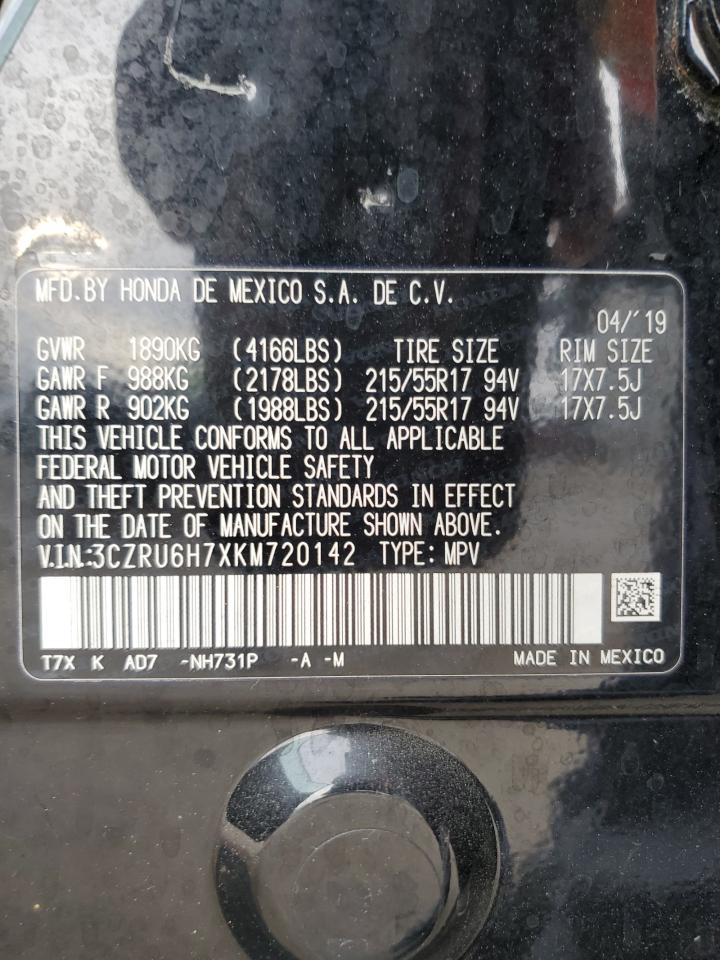 MFD.BY HONDA DE MEXICO S.A. DE C.V.
04/'19
GVWR 1890KG (4166LBS) TIRE SIZE RIM SIZE
GAWR F 988KG (2178LBS) 215/55R17 94V 17X7.5J
GAWR R 902KG (1988LBS) 215/55R17 94V 17X7.5J
THIS VEHICLE CONFORMS TO ALL APPLICABLE
FEDERAL MOTOR VEHICLE SAFETY
AND THEFT PREVENTION STANDARDS IN EFFECT
ON THE DATE OF MANUFACTURE SHOWN ABOVE.
V.I.N.:3CZRU6H7XKM720142 TYPE: MPV
T7X K AD7 -NH731P -A -M MADE IN MEXICO